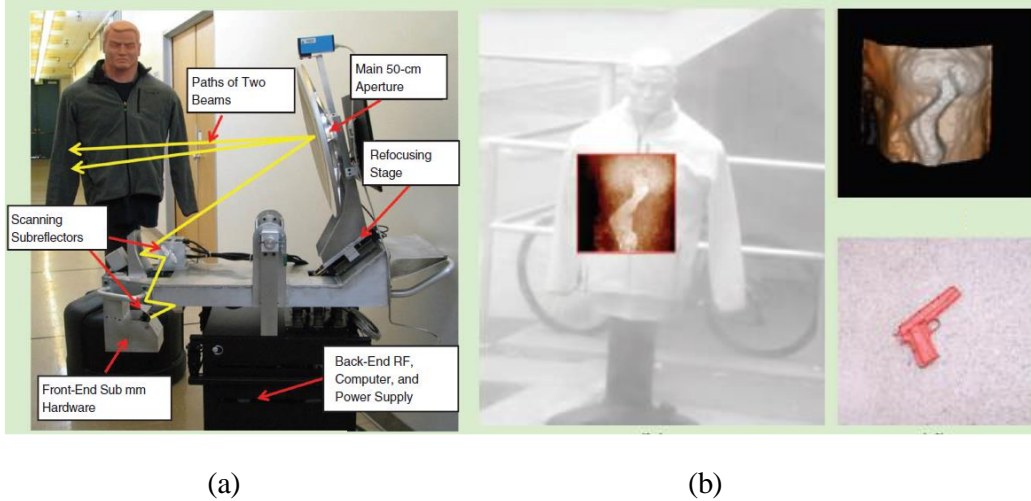 Paths of Two
Beams
Main 50-cm
Aperture
Refocusing
Stage
Scanning
Subreflectors
Front-End Sub mm
Hardware
Back-End RF,
Computer, and
Power Supply
(a)
(b)